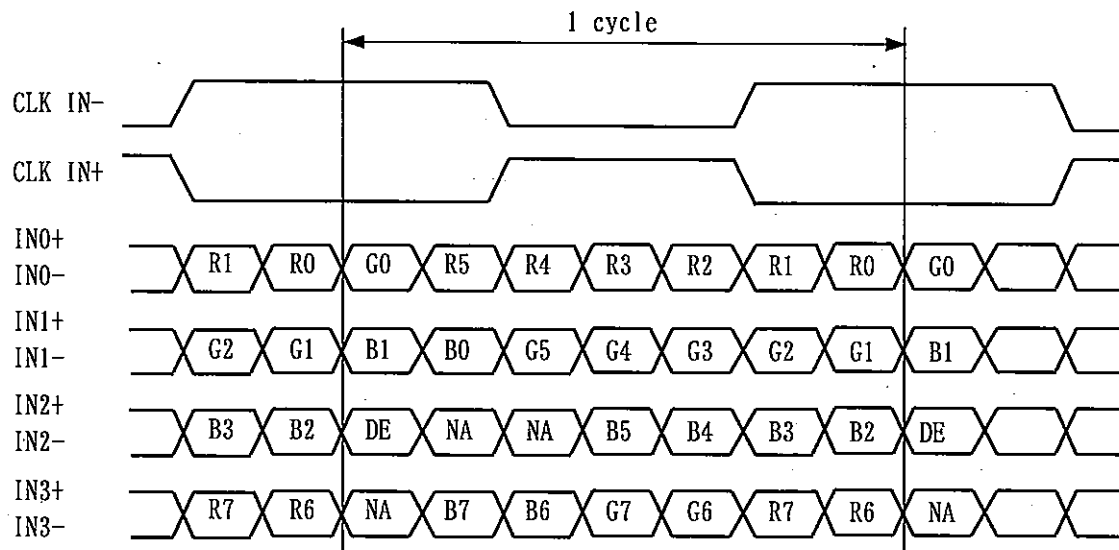 1 cycle
CLK IN-
CLK IN+
IN0+
IN0-
R1 R0 G0 R5 R4 R3 R2 R1 R0 G0
IN1+
IN1-
G2 G1 B1 B0 G5 G4 G3 G2 G1 B1
IN2+
IN2-
B3 B2 DE NA NA B5 B4 B3 B2 DE
IN3+
IN3-
R7 R6 NA B7 B6 G7 G6 R7 R6 NA